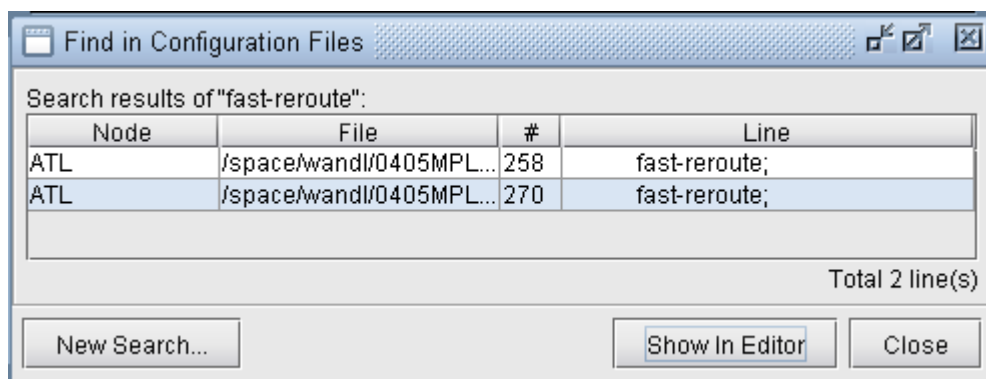 Find in Configuration Files
Search results of "fast-reroute":
Node File # Line
ATL /space/wandl/0405MPL... 258 fast-reroute;
ATL /space/wandl/0405MPL... 270 fast-reroute;
Total 2 line(s)
New Search... Show In Editor Close